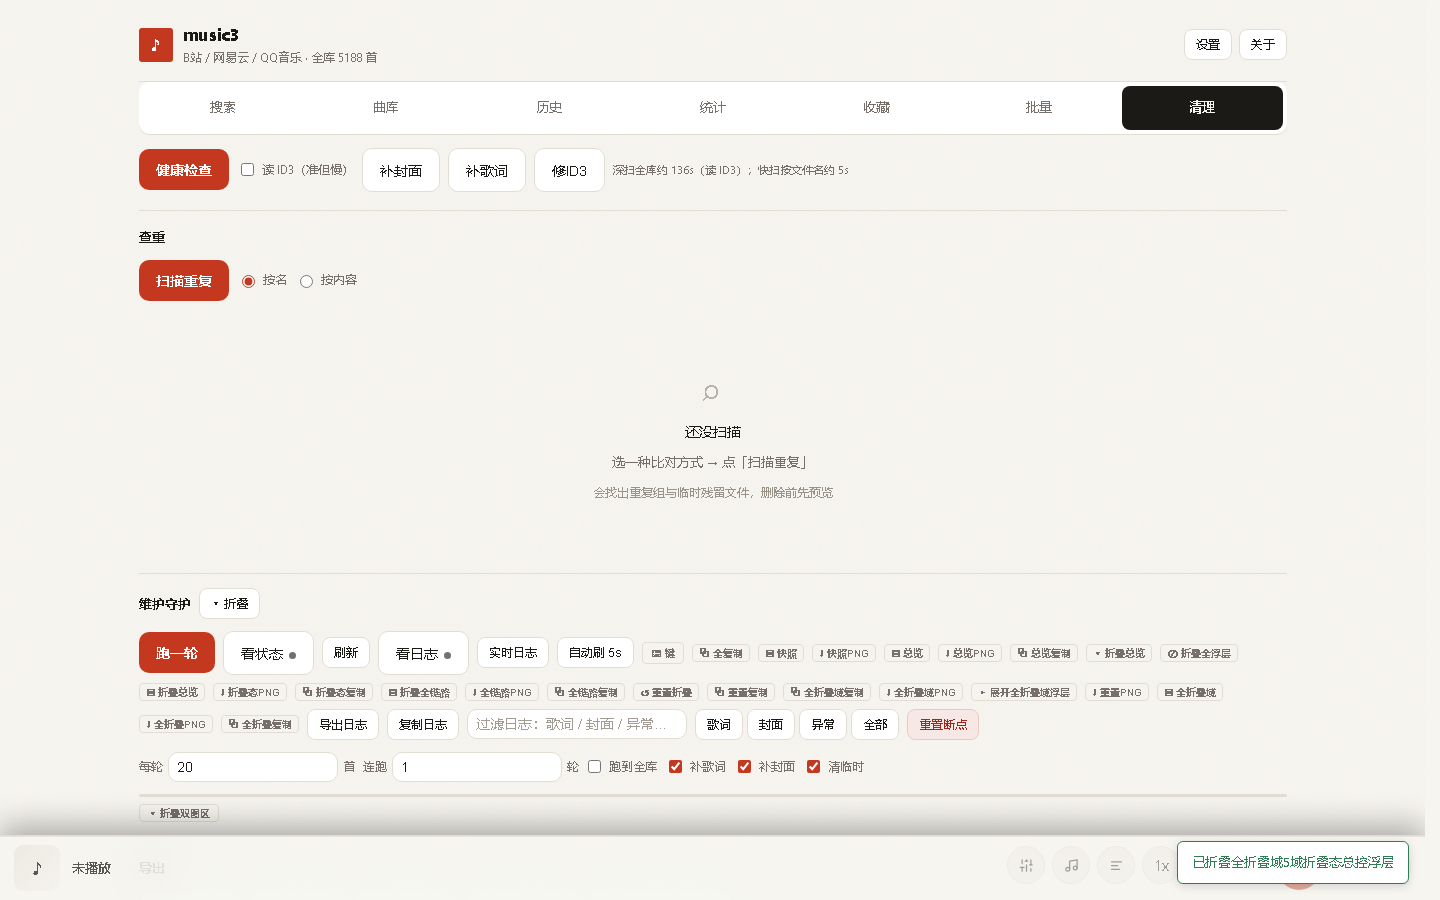 music3
B站 / 网易云 / QQ音乐 · 全库 5188 首
设置 关于
搜索 曲库 历史 统计 收藏 批量 清理
健康检查 读 ID3（准但慢） 补封面 补歌词 修ID3 深扫全库约 136s（读 ID3）；快扫按文件名约 5s
查重
扫描重复 按名 按内容
还没扫描
选一种比对方式 → 点「扫描重复」
会找出重复组与临时残留文件，删除前先预览
维护守护 折叠
跑一轮 看状态 刷新 看日志 实时日志 自动刷 5s 键 全复制 快照 快照PNG 总览 总览PNG 总览复制 折叠总览 折叠全浮层
折叠总览 折叠态PNG 折叠态复制 折叠全链路 全链路PNG 全链路复制 重置折叠 重置复制 全折叠域复制 全折叠域PNG 展开全折叠域浮层 重置PNG 全折叠域
全折叠PNG 全折叠复制 导出日志 复制日志 过滤日志：歌词 / 封面 / 异常... 歌词 封面 异常 全部 重置断点
每轮 20 首 连跑 1 轮 跑到全库 补歌词 补封面 清临时
折叠双图区
未播放 导出 1x 已折叠全折叠域5域折叠态总控浮层